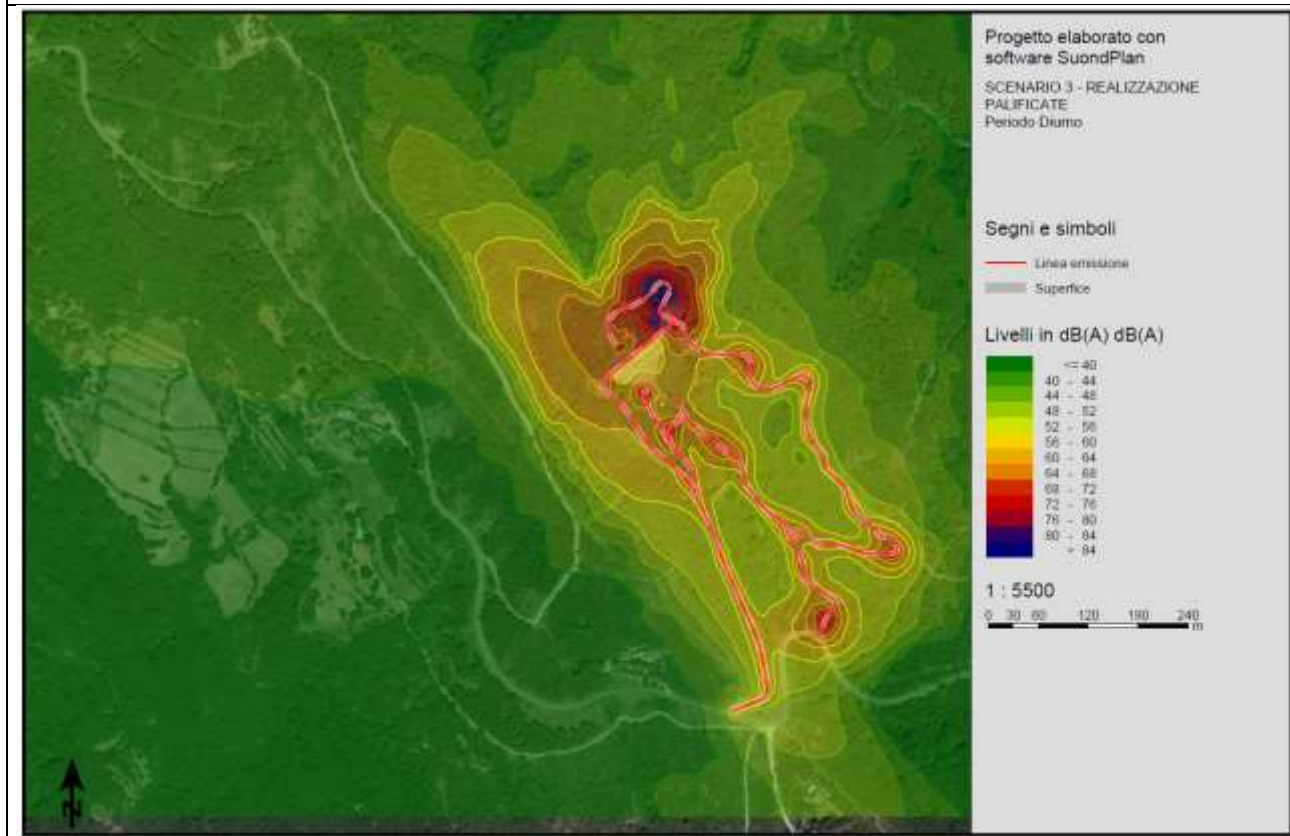 Progetto elaborato con
software SuondPlan
SCENARIO 3 - REALIZZAZIONE
PALIFICATE
Periodo Diurno
Segni e simboli
Linea emissione
Superfice
Livelli in dB(A) dB(A)
<= 40
40 - 44
44 - 48
48 - 52
52 - 56
56 - 60
60 - 64
64 - 68
68 - 72
72 - 76
76 - 80
80 - 84
> 84
1 : 5500
0 30 60 120 180 240
m
N